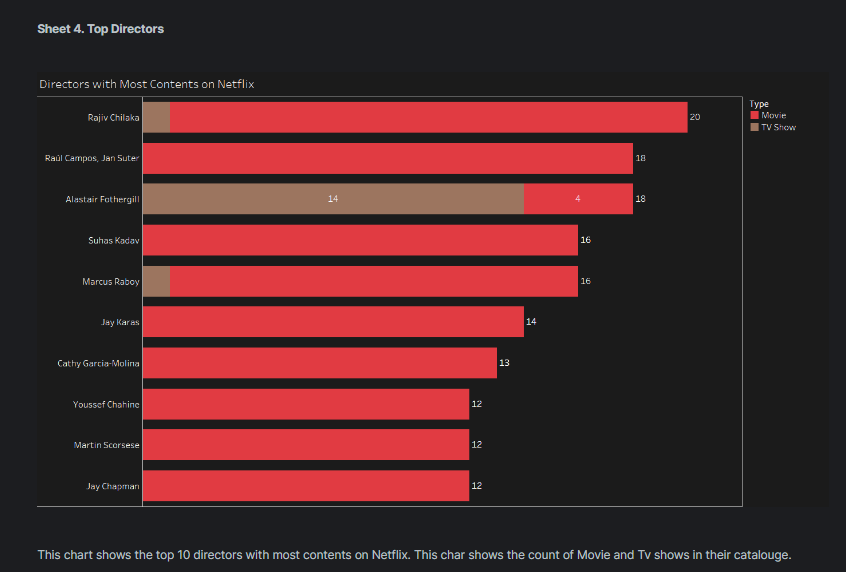 Sheet 4. Top Directors
Directors with Most Contents on Netflix
Type
Movie
TV Show
Rajiv Chilaka 20
Raúl Campos, Jan Suter 18
Alastair Fothergill 14 4 18
Suhas Kadav 16
Marcus Raboy 16
Jay Karas 14
Cathy Garcia-Molina 13
Youssef Chahine 12
Martin Scorsese 12
Jay Chapman 12
This chart shows the top 10 directors with most contents on Netflix. This char shows the count of Movie and Tv shows in their catalouge.